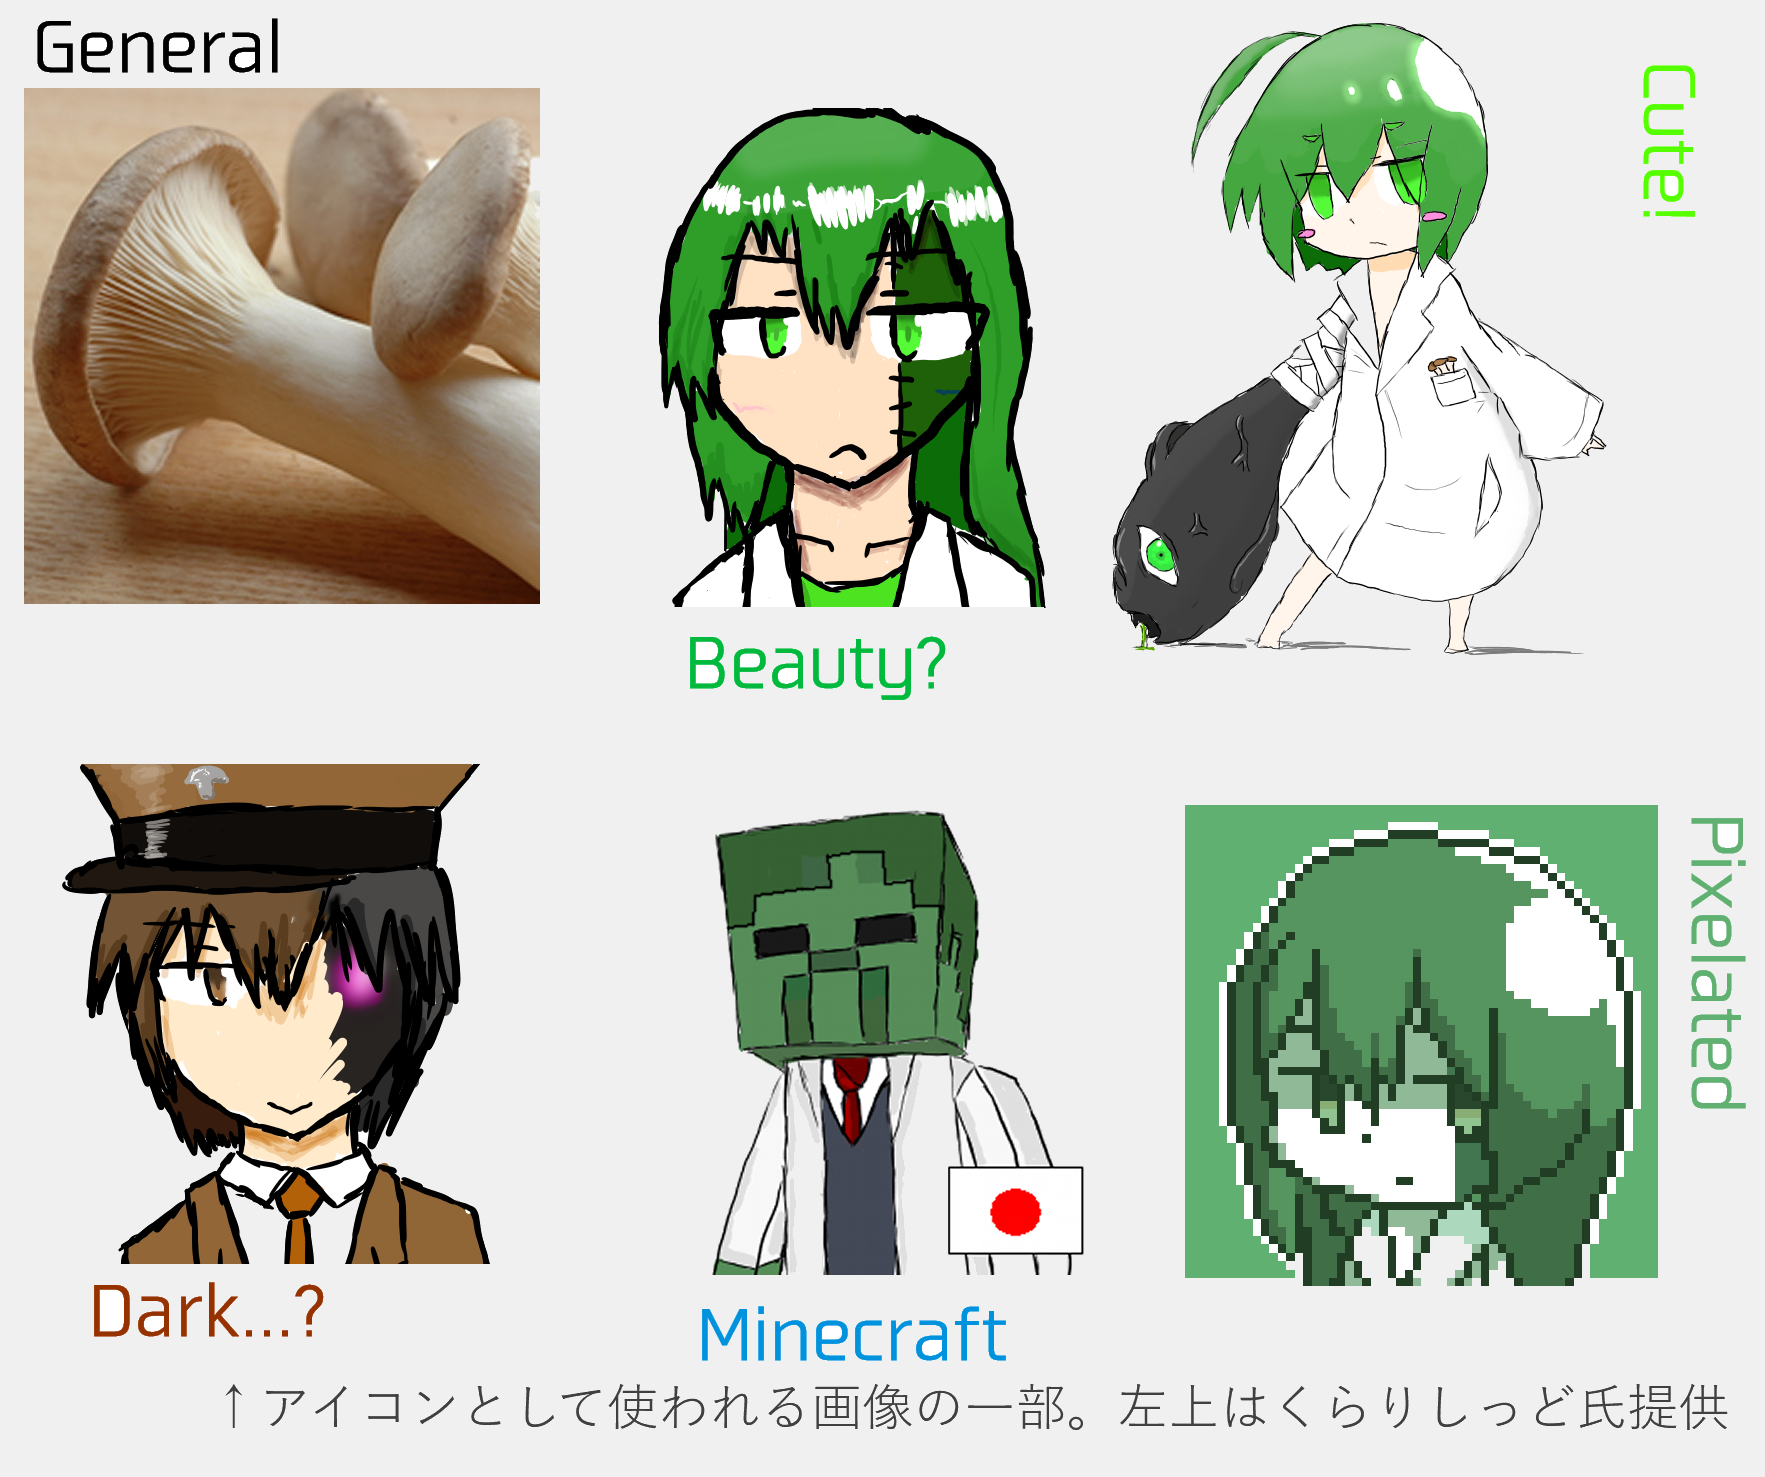 General
Cute!
Beauty?
Dark...?
Minecraft
Pixelated
↑アイコンとして使われる画像の一部。左上はくらりしっど氏提供